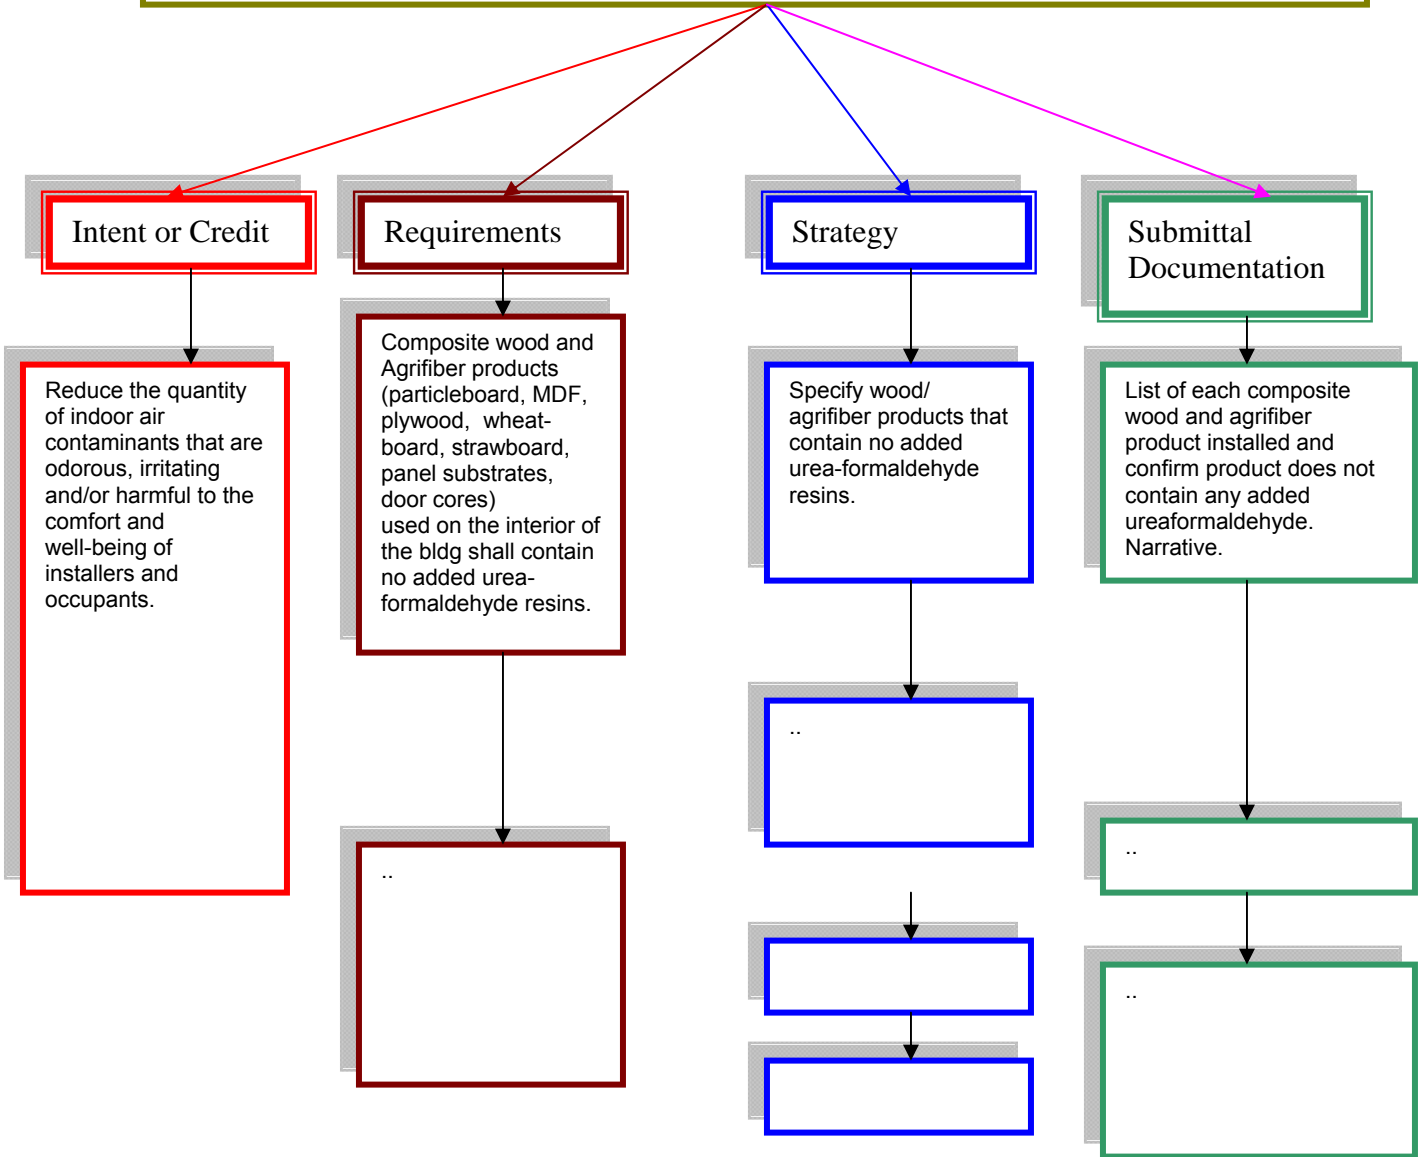 Intent or Credit
Reduce the quantity
of indoor air
contaminants that are
odorous, irritating
and/or harmful to the
comfort and
well-being of
installers and
occupants.
Requirements
Composite wood and
Agrifiber products
(particleboard, MDF,
plywood, wheat-
board, strawboard,
panel substrates,
door cores)
used on the interior of
the bldg shall contain
no added urea-
formaldehyde resins.
..
Strategy
Specify wood/
agrifiber products that
contain no added
urea-formaldehyde
resins.
..
Submittal
Documentation
List of each composite
wood and agrifiber
product installed and
confirm product does not
contain any added
ureaformaldehyde.
Narrative.
..
..